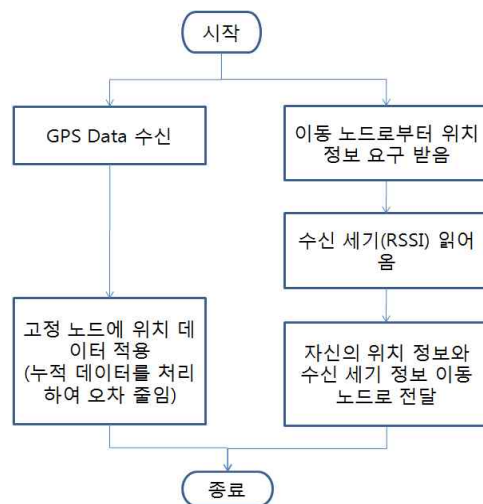 시작
GPS Data 수신
고정 노드에 위치 데
이터 적용
(누적 데이터를 처리
하여 오차 줄임)
이동 노드로부터 위치
정보 요구 받음
수신 세기(RSSI) 읽어
옴
자신의 위치 정보와
수신 세기 정보 이동
노드로 전달
종료